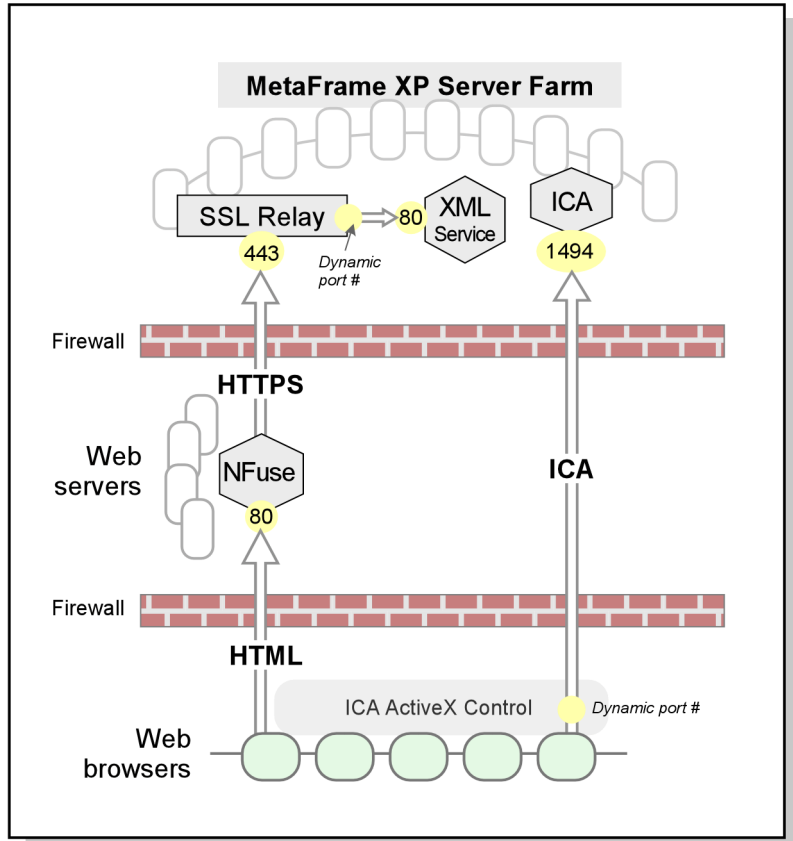 MetaFrame XP Server Farm
SSL Relay
80
XML
Service
ICA
443
Dynamic
port #
1494
Firewall
HTTPS
Web
servers
NFuse
80
ICA
Firewall
HTML
ICA ActiveX Control
Dynamic port #
Web
browsers